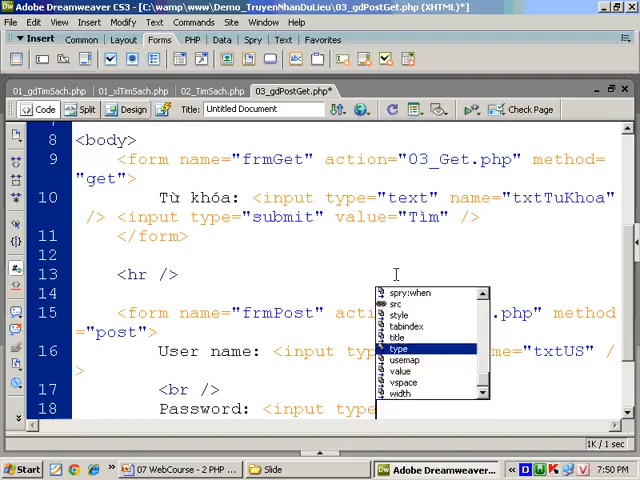 Adobe Dreamweaver CS3 - [C:\wamp\www\Demo_TruyenNhanDuLieu\03_gdPostGet.php (XHTML)*]
File Edit View Insert Modify Text Commands Site Window Help
Insert Common Layout Forms PHP Data Spry Text Favorites
01_gdTimSach.php 01_xlTimSach.php 02_TimSach.php 03_gdPostGet.php*
Code Split Design Title: Untitled Document Check Page
8 <body>
9 <form name="frmGet" action="03_Get.php" method=
"get">
10 Từ khóa: <input type="text" name="txtTuKhoa"
/> <input type="submit" value="Tìm" />
11 </form>
12
13 <hr />
14
15 <form name="frmPost" .php" method
="post">
16 User name: <input ="txtUS" /
>
17 <br />
18 Password: <input type
spry:when
src
style
tabindex
title
type
usemap
value
vspace
width
1K / 1 sec
Start 07 WebCourse - 2 PHP ... Slide Adobe Dreamweaver... 7:50 PM